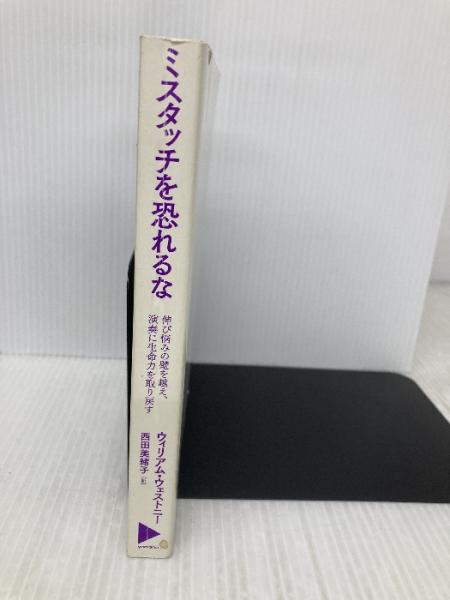 ミスタッチを恐れるな
伸び悩みの壁を越え、
演奏に生命力を取り戻す
ウィリアム・ウェストニー
西田美緒子 訳